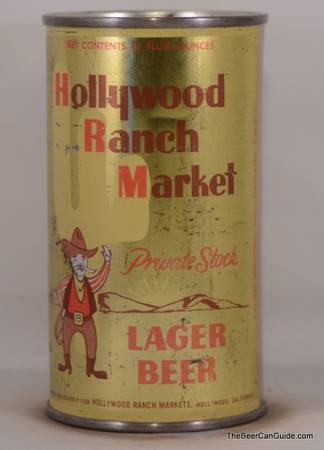 NET CONTENTS 12 FLUID OUNCES
Hollywood
Ranch
Market
Private Stock
LAGER
BEER
FOR HOLLYWOOD RANCH MARKETS, HOLLYWOOD, CALIFORNIA
TheBeerCanGuide.com